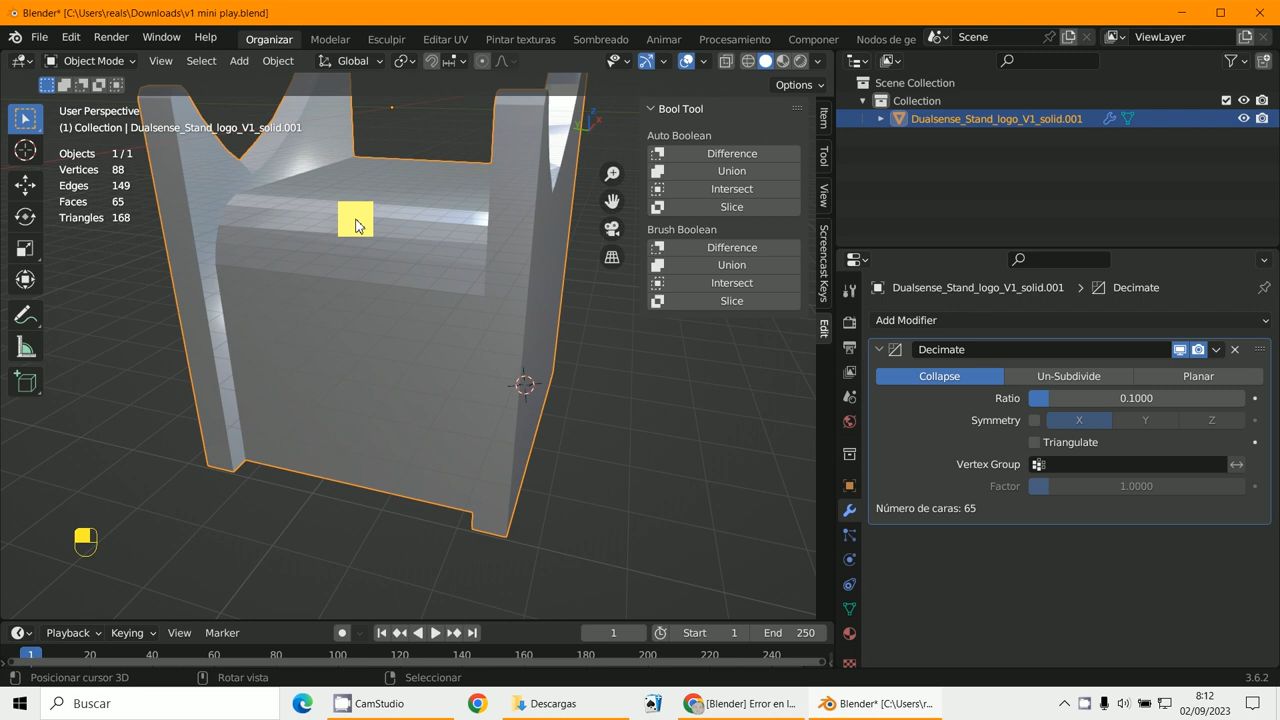 Blender* [C:\Users\reals\Downloads\v1 mini play.blend]
File Edit Render Window Help Organizar Modelar Esculpir Editar UV Pintar texturas Sombreado Animar Procesamiento Componer Nodos de ge Scene ViewLayer
Object Mode View Select Add Object Global
Options
User Perspective
(1) Collection | Dualsense_Stand_logo_V1_solid.001
Objects 1 / 1
Vertices 88
Edges 149
Faces 65
Triangles 168
Bool Tool
Auto Boolean
Difference
Union
Intersect
Slice
Brush Boolean
Difference
Union
Intersect
Slice
Item
Tool
View
Screencast Keys
Edit
Scene Collection
Collection
Dualsense_Stand_logo_V1_solid.001
Dualsense_Stand_logo_V1_solid.001 Decimate
Add Modifier
Decimate
Collapse Un-Subdivide Planar
Ratio 0.1000
Symmetry X Y Z
Triangulate
Vertex Group
Factor 1.0000
Número de caras: 65
Playback Keying View Marker 1 Start 1 End 250
1 20 40 60 80 100 120 140 160 180 200 220 240
Posicionar cursor 3D Rotar vista Seleccionar 3.6.2
Buscar CamStudio Descargas [Blender] Error en l... Blender* [C:\Users\r... 8:12
02/09/2023